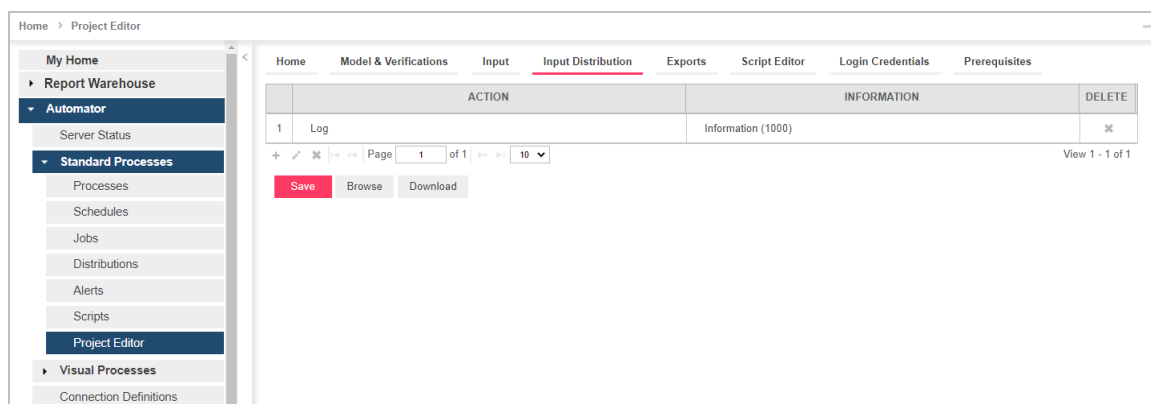 Home > Project Editor
My Home
Report Warehouse
Automator
Server Status
Standard Processes
Processes
Schedules
Jobs
Distributions
Alerts
Scripts
Project Editor
Visual Processes
Connection Definitions
Home Model & Verifications Input Input Distribution Exports Script Editor Login Credentials Prerequisites
ACTION INFORMATION DELETE
1 Log Information (1000)
Page 1 of 1 10 View 1 - 1 of 1
Save Browse Download